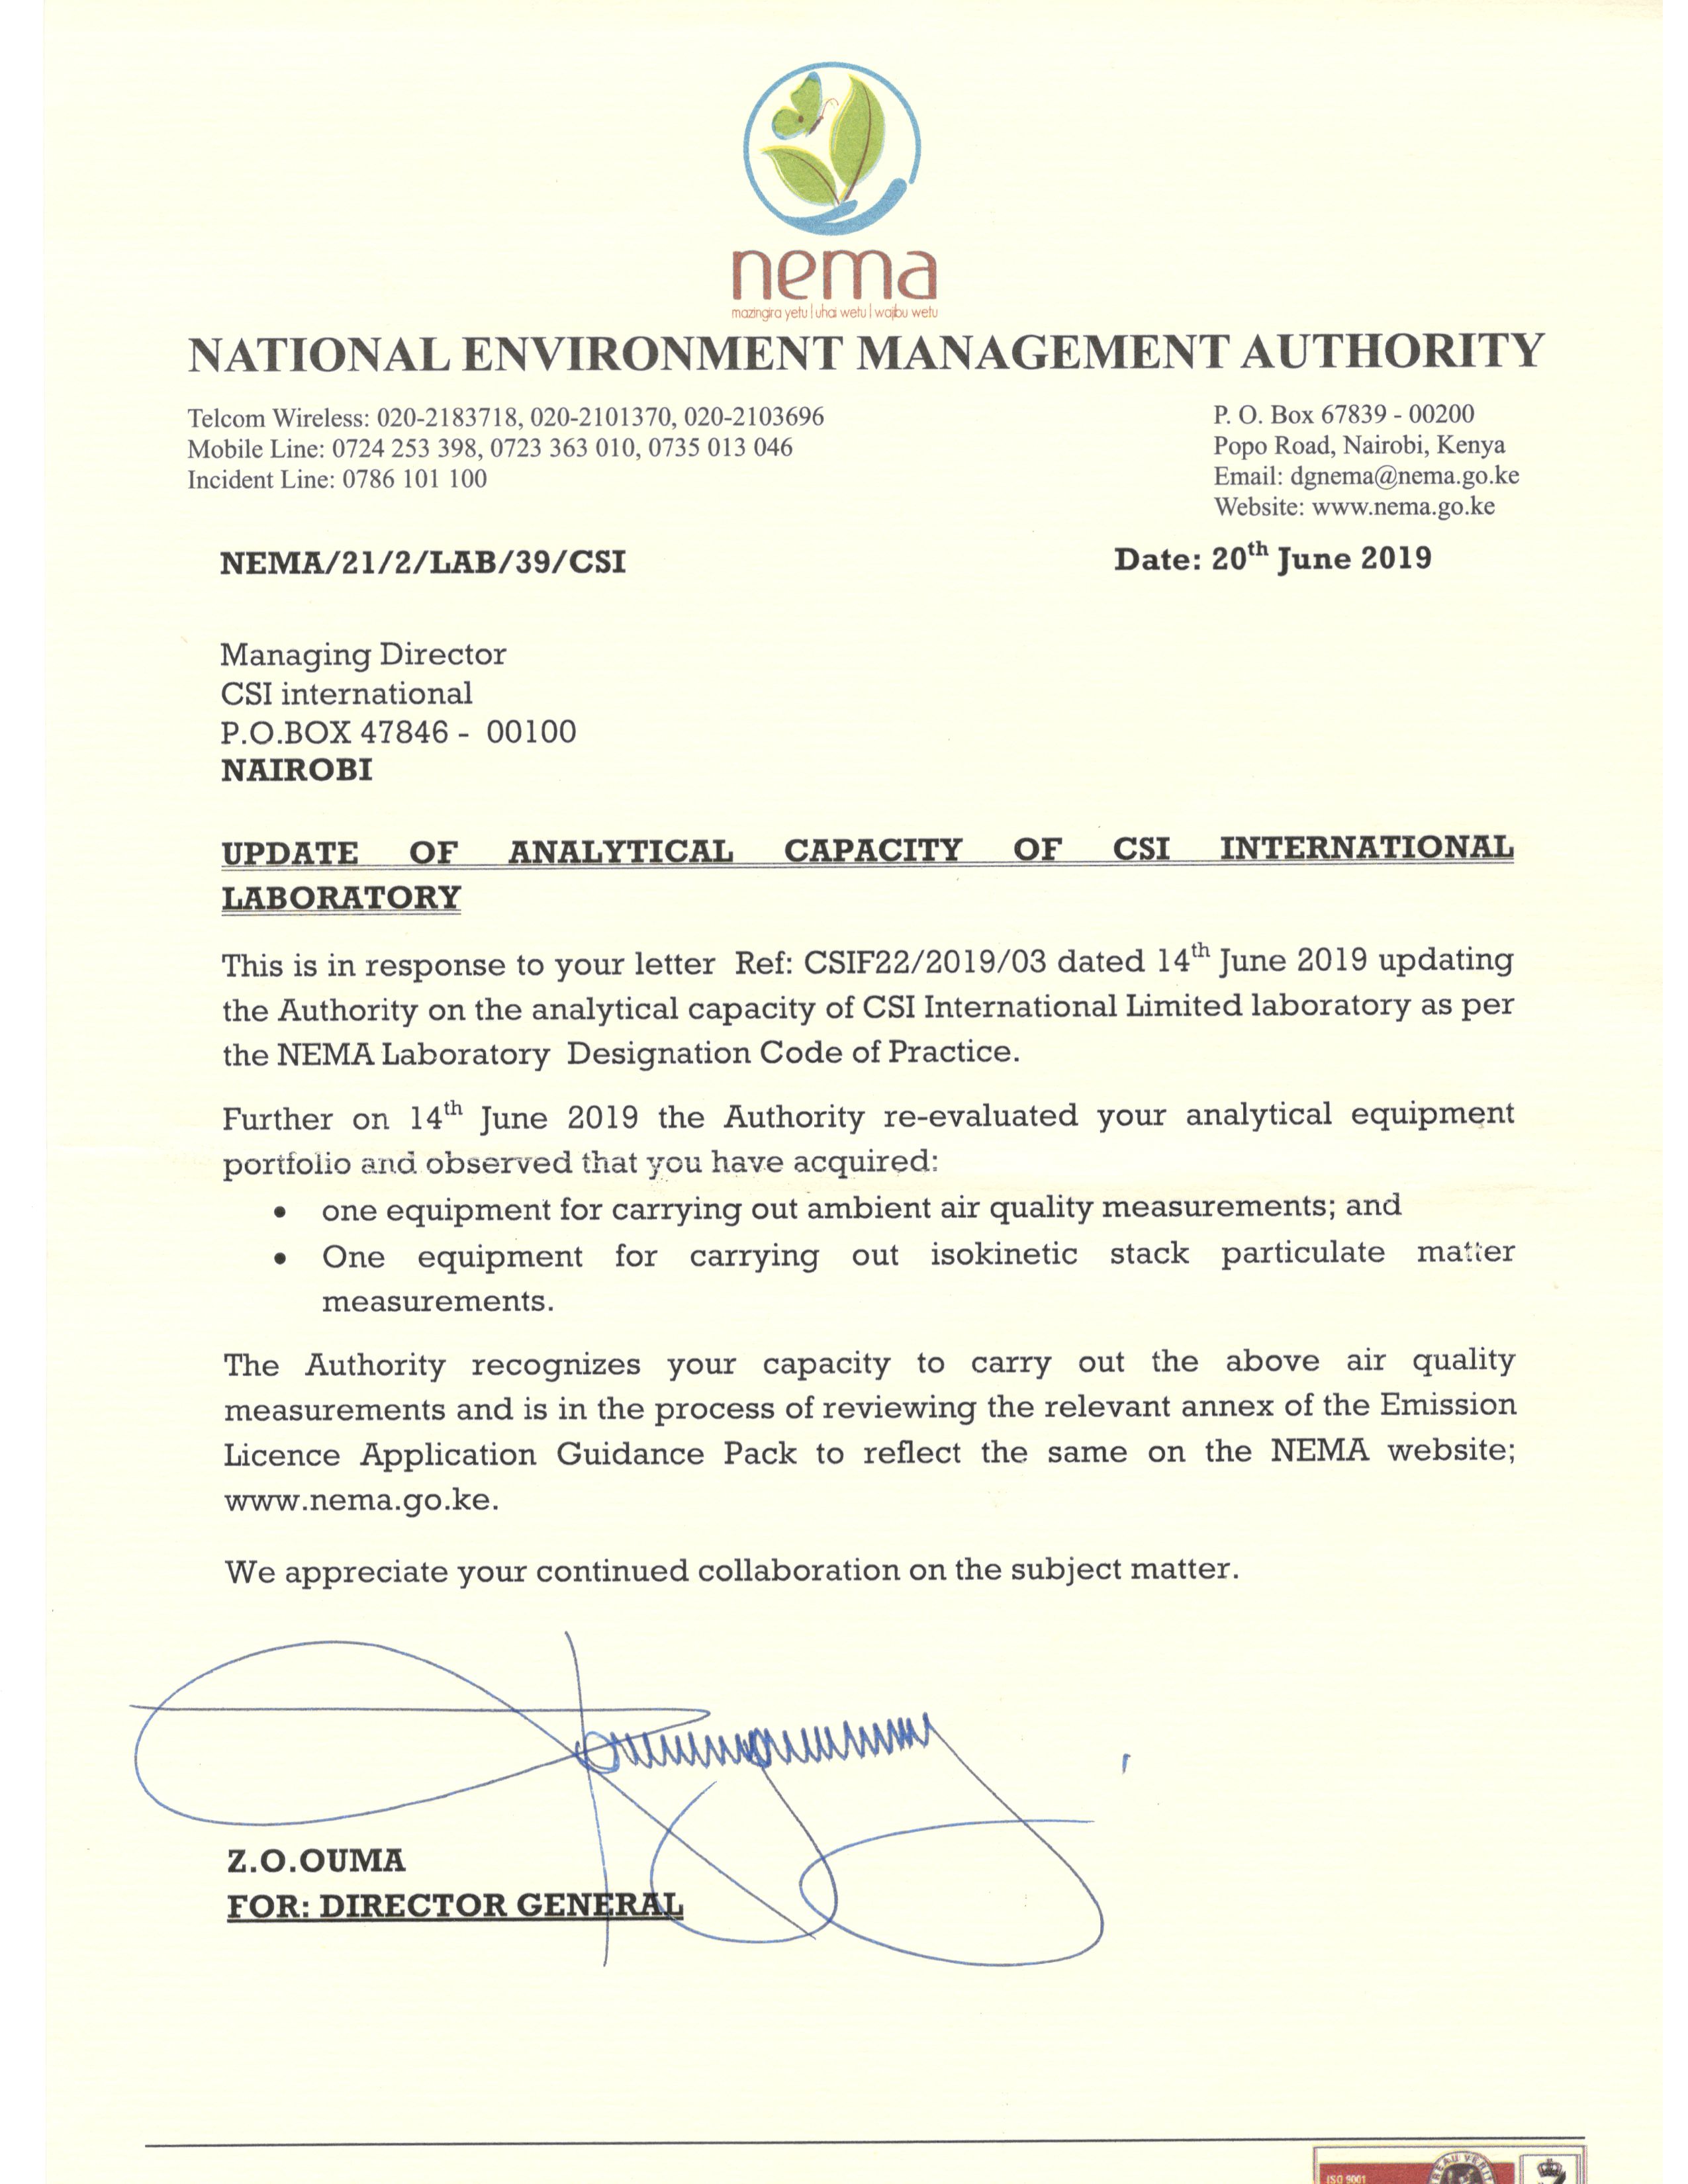 nema
mazingira yetu | uhai wetu | wajibu wetu
NATIONAL ENVIRONMENT MANAGEMENT AUTHORITY
Telcom Wireless: 020-2183718, 020-2101370, 020-2103696
Mobile Line: 0724 253 398, 0723 363 010, 0735 013 046
Incident Line: 0786 101 100
P. O. Box 67839 - 00200
Popo Road, Nairobi, Kenya
Email: dgnema@nema.go.ke
Website: www.nema.go.ke
NEMA/21/2/LAB/39/CSI
Date: 20th June 2019
Managing Director
CSI international
P.O.BOX 47846 - 00100
NAIROBI
UPDATE OF ANALYTICAL CAPACITY OF CSI INTERNATIONAL
LABORATORY
This is in response to your letter Ref: CSIF22/2019/03 dated 14th June 2019 updating
the Authority on the analytical capacity of CSI International Limited laboratory as per
the NEMA Laboratory Designation Code of Practice.
Further on 14th June 2019 the Authority re-evaluated your analytical equipment
portfolio and observed that you have acquired:
• one equipment for carrying out ambient air quality measurements; and
• One equipment for carrying out isokinetic stack particulate matter
measurements.
The Authority recognizes your capacity to carry out the above air quality
measurements and is in the process of reviewing the relevant annex of the Emission
Licence Application Guidance Pack to reflect the same on the NEMA website;
www.nema.go.ke.
We appreciate your continued collaboration on the subject matter.
Z.O.OUMA
FOR: DIRECTOR GENERAL
ISO 9001